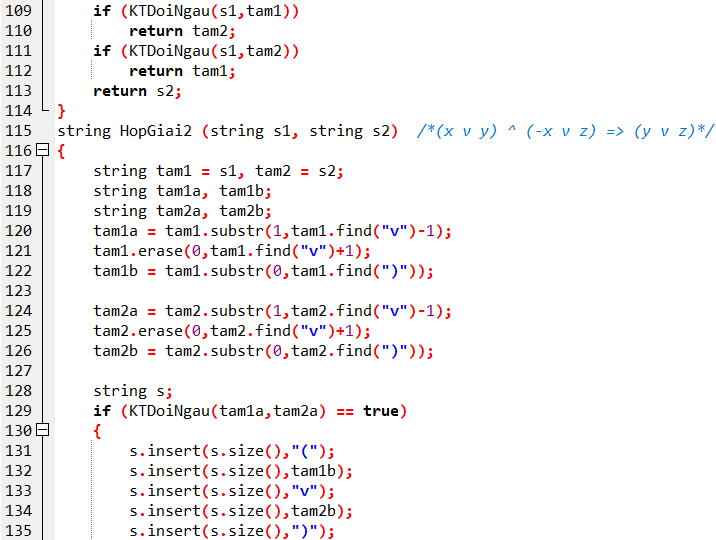 109 if (KTDoiNgau(s1,tam1))
110 return tam2;
111 if (KTDoiNgau(s1,tam2))
112 return tam1;
113 return s2;
114 }
115 string HopGiai2 (string s1, string s2) /*(x v y) ^ (-x v z) => (y v z)*/
116 {
117 string tam1 = s1, tam2 = s2;
118 string tam1a, tam1b;
119 string tam2a, tam2b;
120 tam1a = tam1.substr(1,tam1.find("v")-1);
121 tam1.erase(0,tam1.find("v")+1);
122 tam1b = tam1.substr(0,tam1.find(")"));
123
124 tam2a = tam2.substr(1,tam2.find("v")-1);
125 tam2.erase(0,tam2.find("v")+1);
126 tam2b = tam2.substr(0,tam2.find(")"));
127
128 string s;
129 if (KTDoiNgau(tam1a,tam2a) == true)
130 {
131 s.insert(s.size(),"(");
132 s.insert(s.size(),tam1b);
133 s.insert(s.size(),"v");
134 s.insert(s.size(),tam2b);
135 s.insert(s.size(),")");